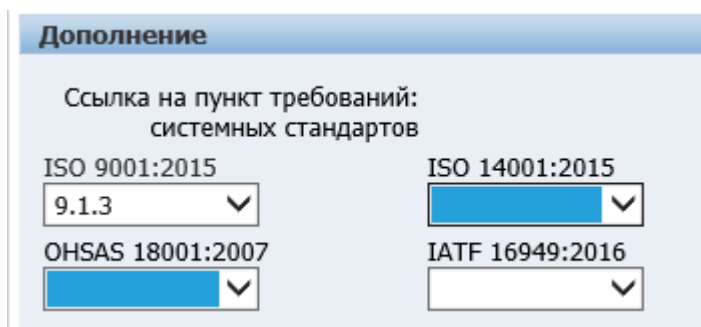 Дополнение
Ссылка на пункт требований:
системных стандартов
ISO 9001:2015
ISO 14001:2015
9.1.3
OHSAS 18001:2007
IATF 16949:2016